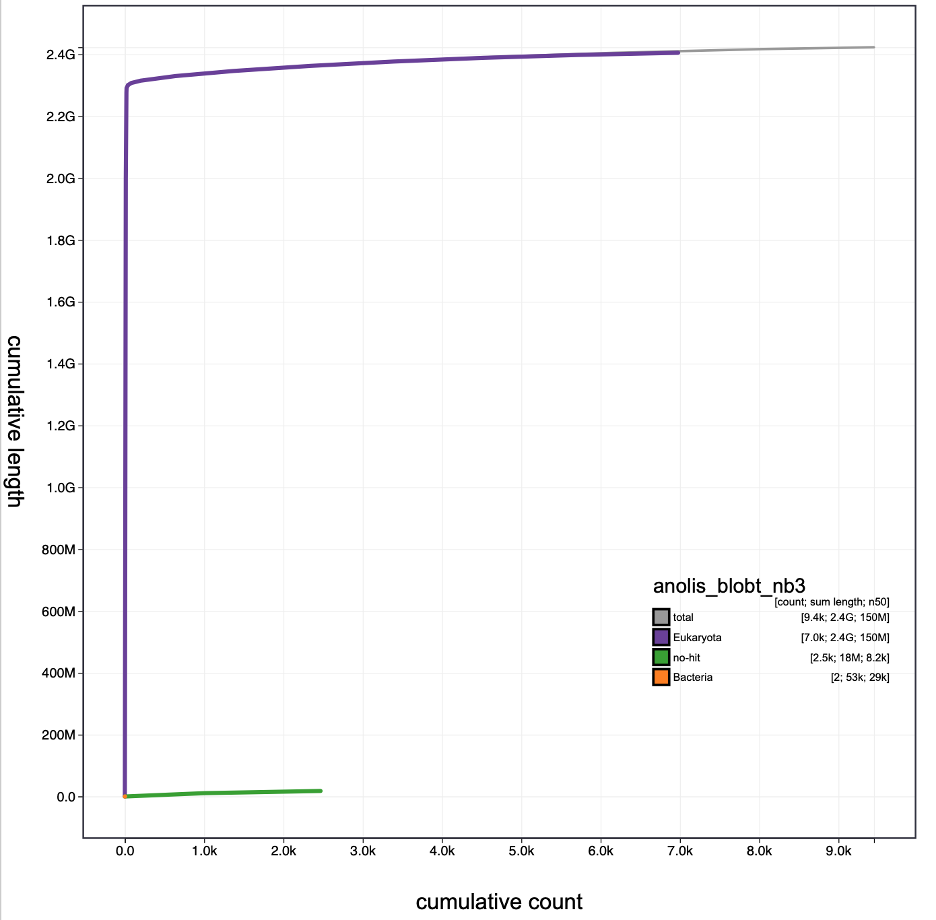 2.4G
2.2G
2.0G
1.8G
1.6G
1.4G
1.2G
1.0G
800M
600M
400M
200M
0.0
cumulative length
anolis_blobt_nb3
[count; sum length; n50]
total [9.4k; 2.4G; 150M]
Eukaryota [7.0k; 2.4G; 150M]
no-hit [2.5k; 18M; 8.2k]
Bacteria [2; 53k; 29k]
0.0 1.0k 2.0k 3.0k 4.0k 5.0k 6.0k 7.0k 8.0k 9.0k
cumulative count